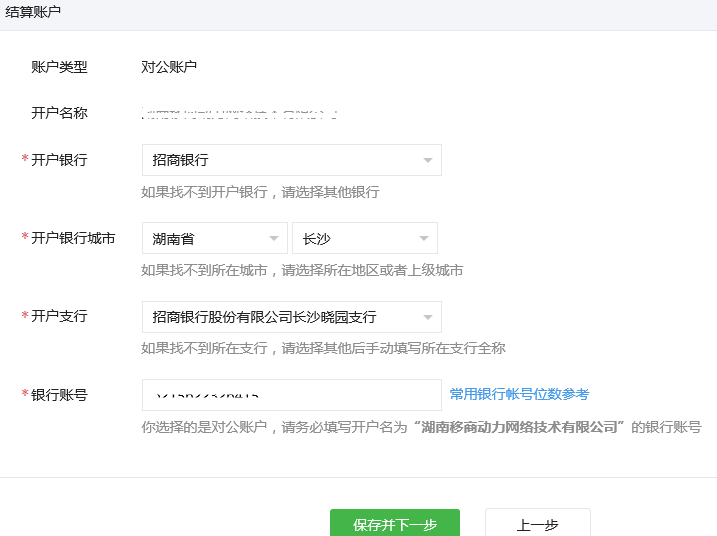 结算账户
账户类型 对公账户
开户名称
*开户银行 招商银行
如果找不到开户银行，请选择其他银行
*开户银行城市 湖南省 长沙
如果找不到所在城市，请选择所在地区或者上级城市
*开户支行 招商银行股份有限公司长沙晓园支行
如果找不到所在支行，请选择其他后手动填写所在支行全称
*银行账号 常用银行帐号位数参考
你选择的是对公账户，请务必填写开户名为“湖南移商动力网络技术有限公司”的银行账号
保存并下一步 上一步